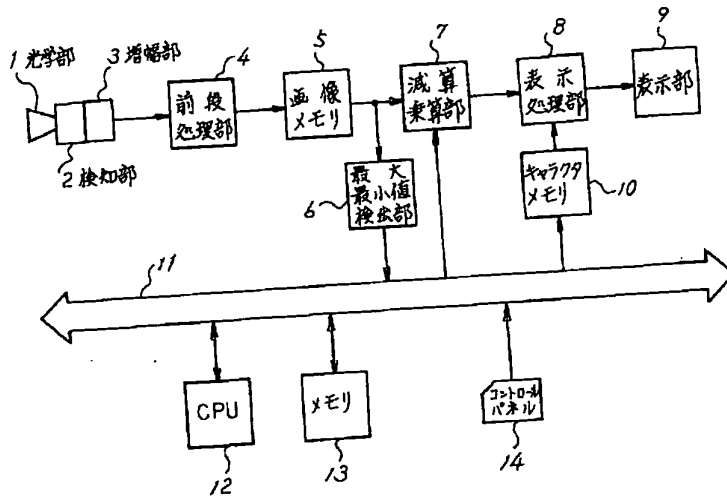 1 光学部
3 増幅部
2 検知部
4
前段
処理部
5
画像
メモリ
6
最大
最小値
検出部
7
減算
乗算部
8
表示
処理部
9
表示部
キャラクタ
メモリ
10
11
CPU
12
メモリ
13
コントロール
パネル
14